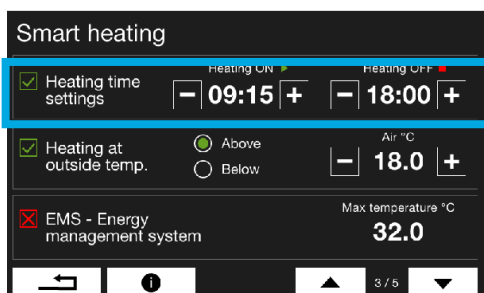 Smart heating
Heating time
settings
Heating ON
− 09:15 +
Heating OFF
− 18:00 +
Heating at
outside temp.
Above
Below
Air °C
− 18.0 +
EMS - Energy
management system
Max temperature °C
32.0
3/5